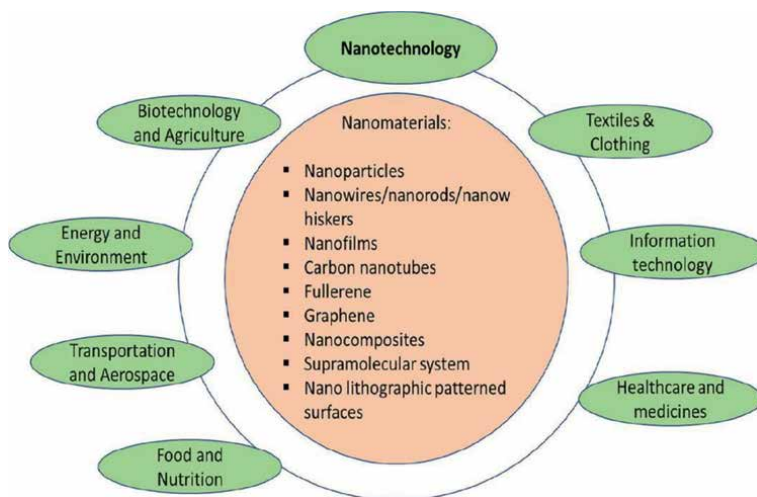 Nanotechnology
Biotechnology
and Agriculture
Textiles &
Clothing
Nanomaterials:
▪ Nanoparticles
▪ Nanowires/nanorods/nanow
hiskers
▪ Nanofilms
▪ Carbon nanotubes
▪ Fullerene
▪ Graphene
▪ Nanocomposites
▪ Supramolecular system
▪ Nano lithographic patterned
surfaces
Energy and
Environment
Information
technology
Transportation
and Aerospace
Healthcare and
medicines
Food and
Nutrition